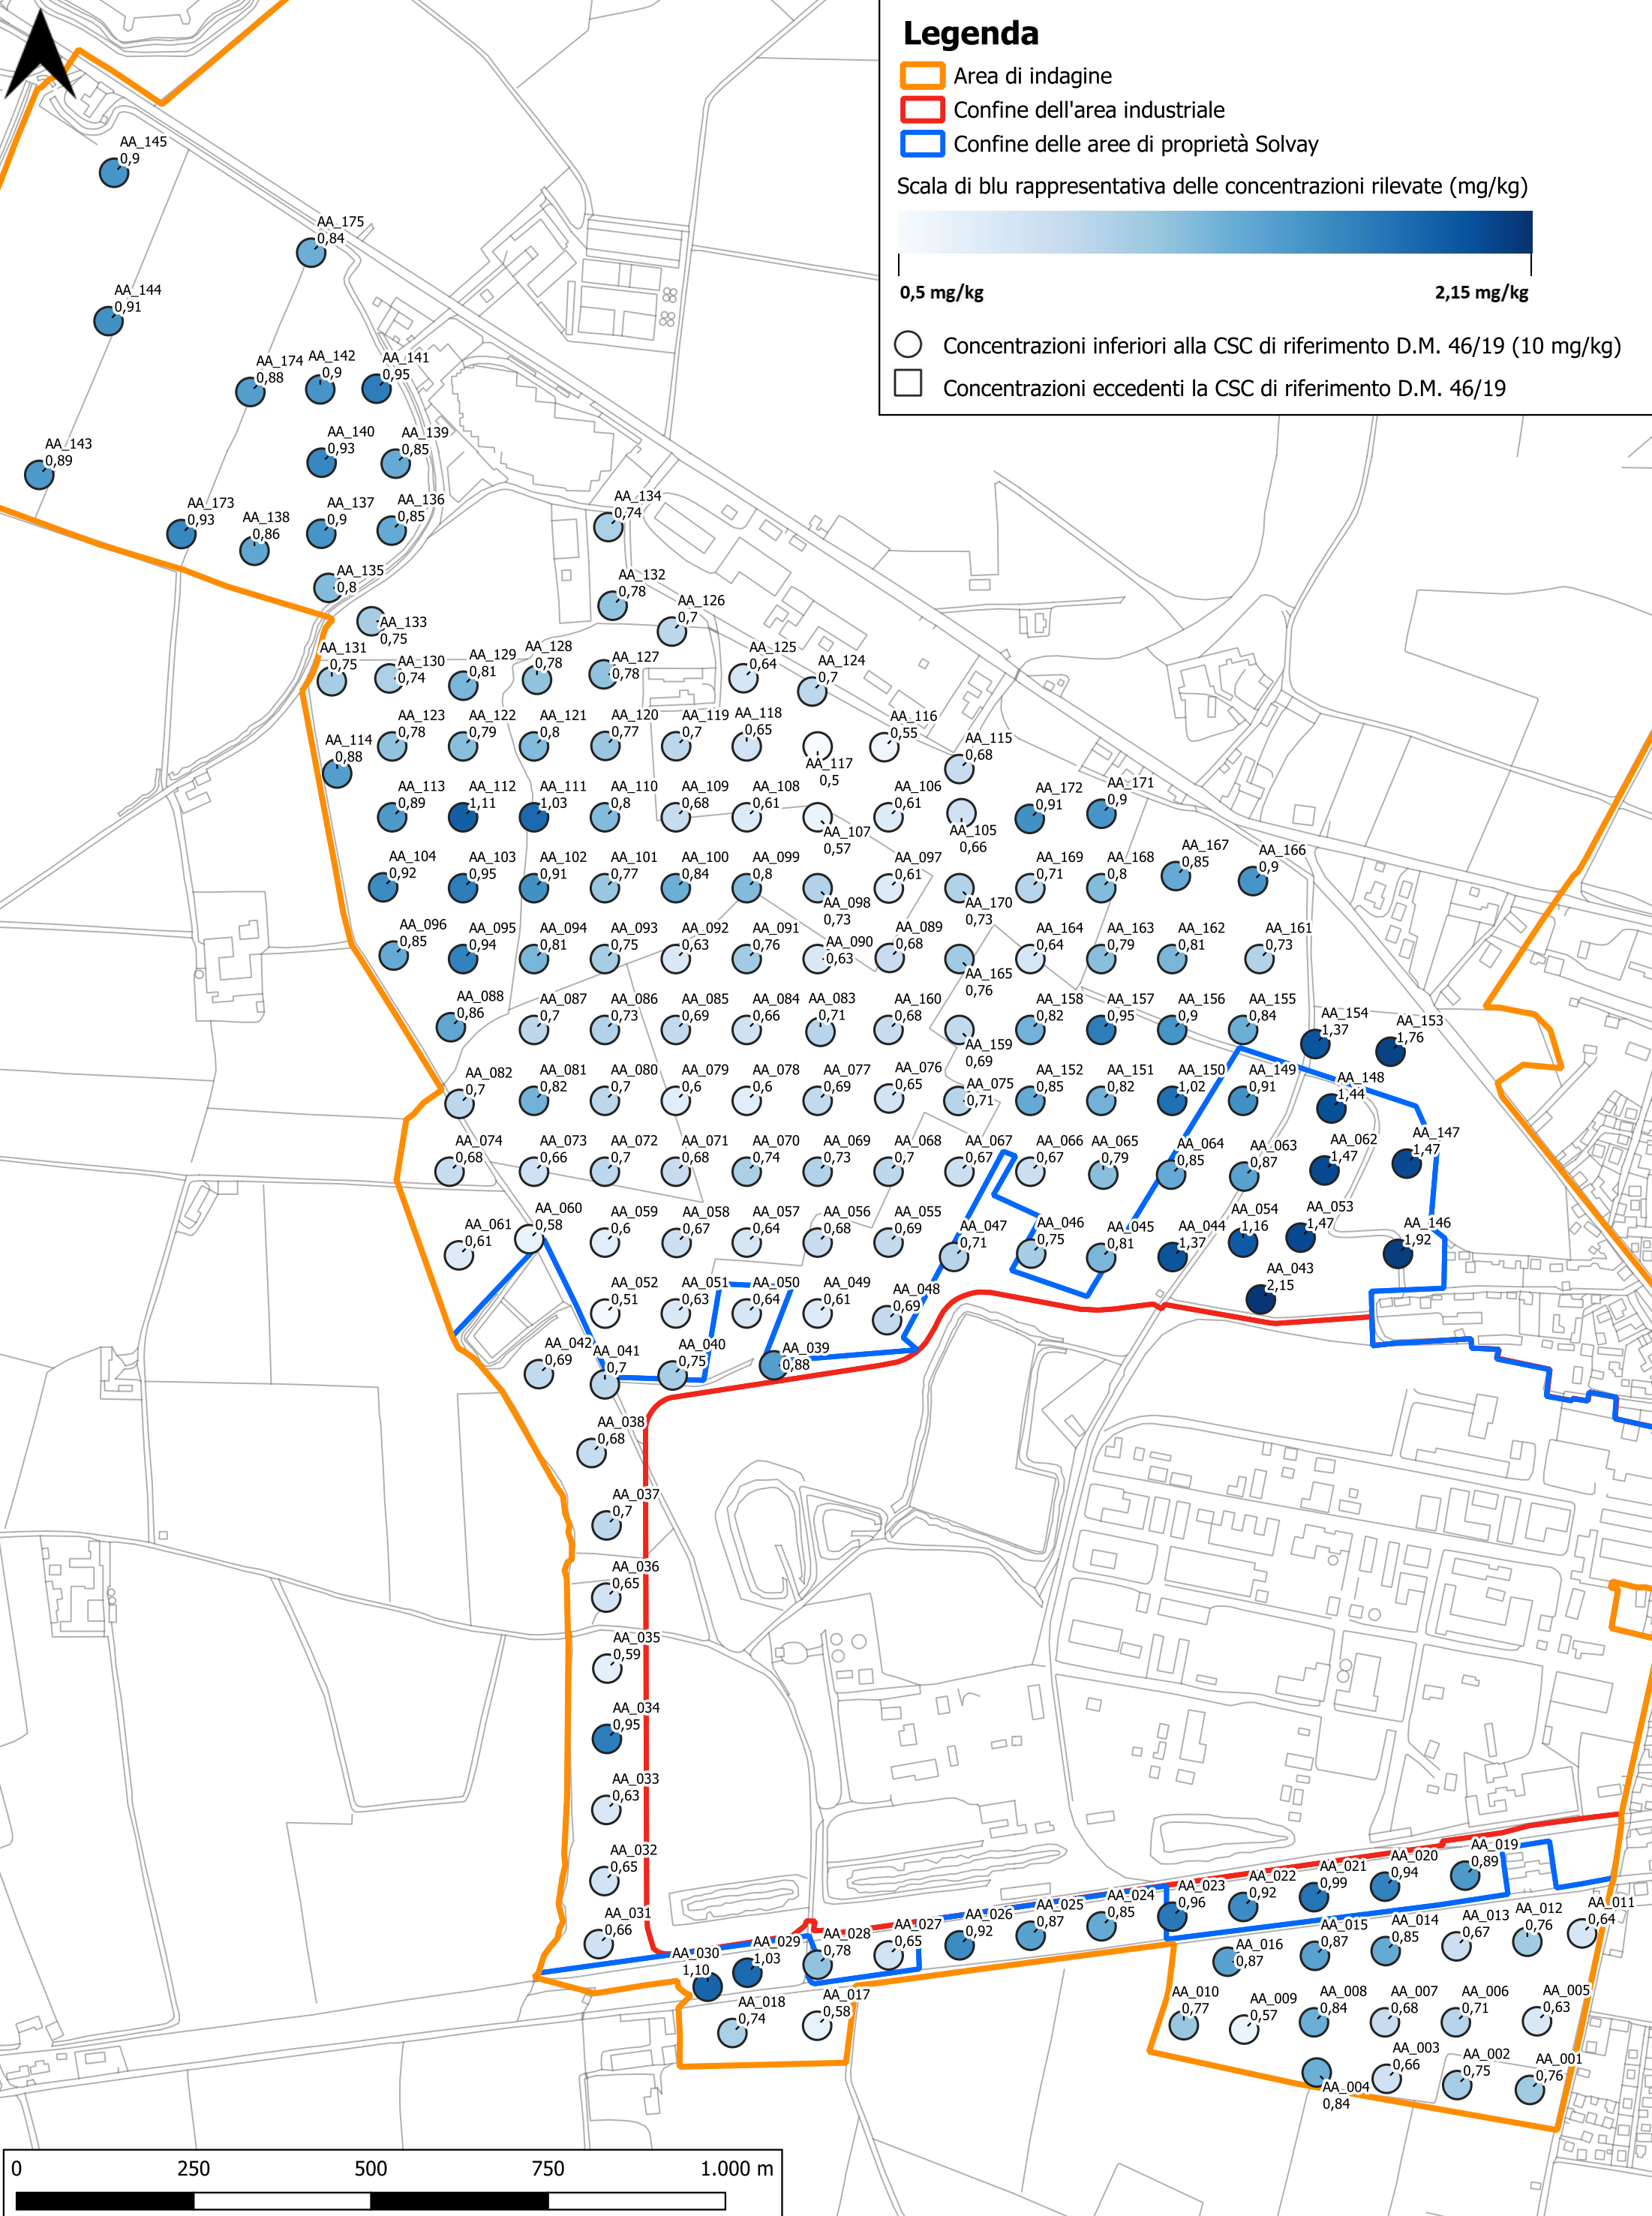 Legenda
Area di indagine
Confine dell'area industriale
Confine delle aree di proprietà Solvay
Scala di blu rappresentativa delle concentrazioni rilevate (mg/kg)
0,5 mg/kg
2,15 mg/kg
Concentrazioni inferiori alla CSC di riferimento D.M. 46/19 (10 mg/kg)
Concentrazioni eccedenti la CSC di riferimento D.M. 46/19
AA_145
0,9
AA_175
0,84
AA_144
0,91
AA_174
0,88
AA_142
0,9
AA_141
0,95
AA_140
0,93
AA_139
0,85
AA_143
0,89
AA_173
0,93
AA_138
0,86
AA_137
0,9
AA_136
0,85
AA_134
0,74
AA_135
0,8
AA_132
0,78
AA_126
0,7
AA_133
0,75
AA_131
0,75
AA_130
0,74
AA_129
0,81
AA_128
0,78
AA_127
0,78
AA_125
0,64
AA_124
0,7
AA_123
0,78
AA_122
0,79
AA_121
0,8
AA_120
0,77
AA_119
0,7
AA_118
0,65
AA_117
0,5
AA_116
0,55
AA_115
0,68
AA_114
0,88
AA_113
0,89
AA_112
1,11
AA_111
1,03
AA_110
0,8
AA_109
0,68
AA_108
0,61
AA_107
0,57
AA_106
0,61
AA_105
0,66
AA_172
0,91
AA_171
0,9
AA_104
0,92
AA_103
0,95
AA_102
0,91
AA_101
0,77
AA_100
0,84
AA_099
0,8
AA_098
0,73
AA_097
0,61
AA_170
0,73
AA_169
0,71
AA_168
0,8
AA_167
0,85
AA_166
0,9
AA_096
0,85
AA_095
0,94
AA_094
0,81
AA_093
0,75
AA_092
0,63
AA_091
0,76
AA_090
0,63
AA_089
0,68
AA_165
0,76
AA_164
0,64
AA_163
0,79
AA_162
0,81
AA_161
0,73
AA_088
0,86
AA_087
0,7
AA_086
0,73
AA_085
0,69
AA_084
0,66
AA_083
0,71
AA_160
0,68
AA_159
0,69
AA_158
0,82
AA_157
0,95
AA_156
0,9
AA_155
0,84
AA_154
1,37
AA_153
1,76
AA_082
0,7
AA_081
0,82
AA_080
0,7
AA_079
0,6
AA_078
0,6
AA_077
0,69
AA_076
0,65
AA_075
0,71
AA_152
0,85
AA_151
0,82
AA_150
1,02
AA_149
0,91
AA_148
1,44
AA_074
0,68
AA_073
0,66
AA_072
0,7
AA_071
0,68
AA_070
0,74
AA_069
0,73
AA_068
0,7
AA_067
0,67
AA_066
0,67
AA_065
0,79
AA_064
0,85
AA_063
0,87
AA_062
1,47
AA_147
1,47
AA_061
0,61
AA_060
0,58
AA_059
0,6
AA_058
0,67
AA_057
0,64
AA_056
0,68
AA_055
0,69
AA_047
0,71
AA_046
0,75
AA_045
0,81
AA_044
1,37
AA_054
1,16
AA_053
1,47
AA_146
1,92
AA_043
2,15
AA_052
0,51
AA_051
0,63
AA_050
0,64
AA_049
0,61
AA_048
0,69
AA_042
0,69
AA_041
0,7
AA_040
0,75
AA_039
0,88
AA_038
0,68
AA_037
0,7
AA_036
0,65
AA_035
0,59
AA_034
0,95
AA_033
0,63
AA_032
0,65
AA_031
0,66
AA_030
1,10
AA_029
1,03
AA_028
0,78
AA_027
0,65
AA_026
0,92
AA_025
0,87
AA_024
0,85
AA_023
0,96
AA_022
0,92
AA_021
0,99
AA_020
0,94
AA_019
0,89
AA_018
0,74
AA_017
0,58
AA_016
0,87
AA_015
0,87
AA_014
0,85
AA_013
0,67
AA_012
0,76
AA_011
0,64
AA_010
0,77
AA_009
0,57
AA_008
0,84
AA_007
0,68
AA_006
0,71
AA_005
0,63
AA_004
0,84
AA_003
0,66
AA_002
0,75
AA_001
0,76
0 250 500 750 1.000 m